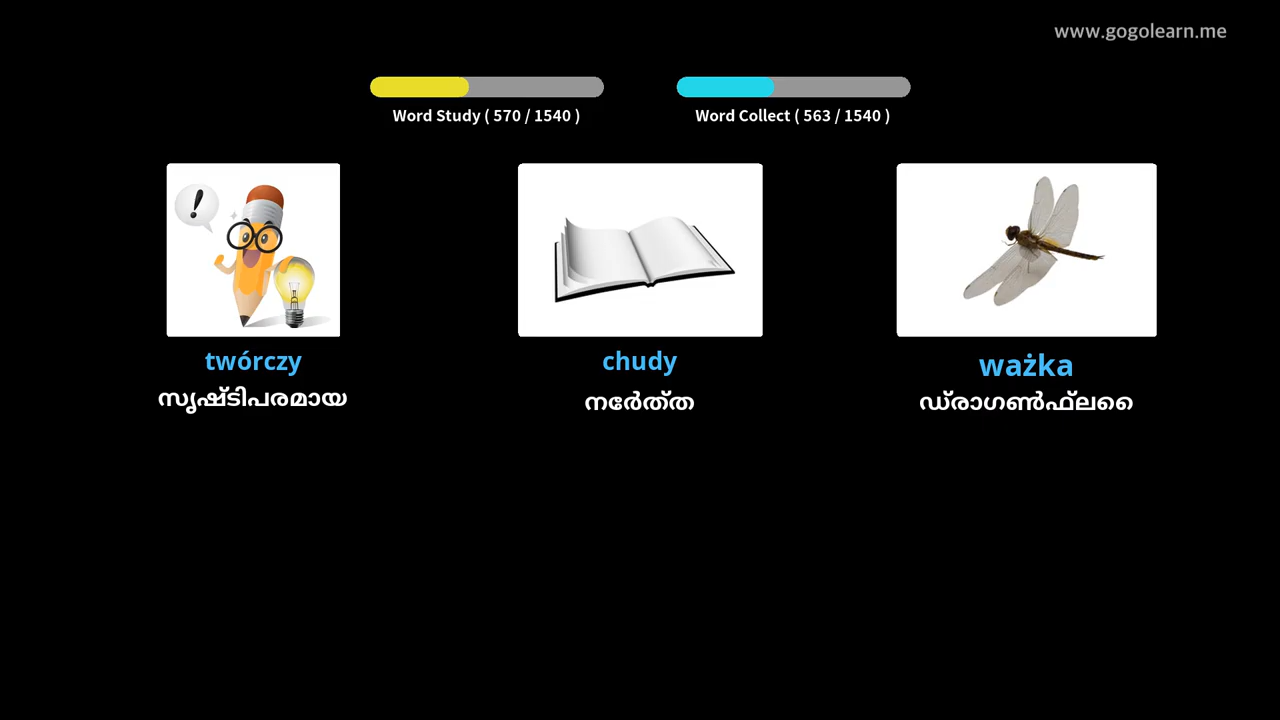 www.gogolearn.me
Word Study ( 570 / 1540 )
Word Collect ( 563 / 1540 )
twórczy
chudy
ważka
സൃഷ്ടിപരമായ
നേർത്ത
ഡ്രാഗൺഫ്ലൈ